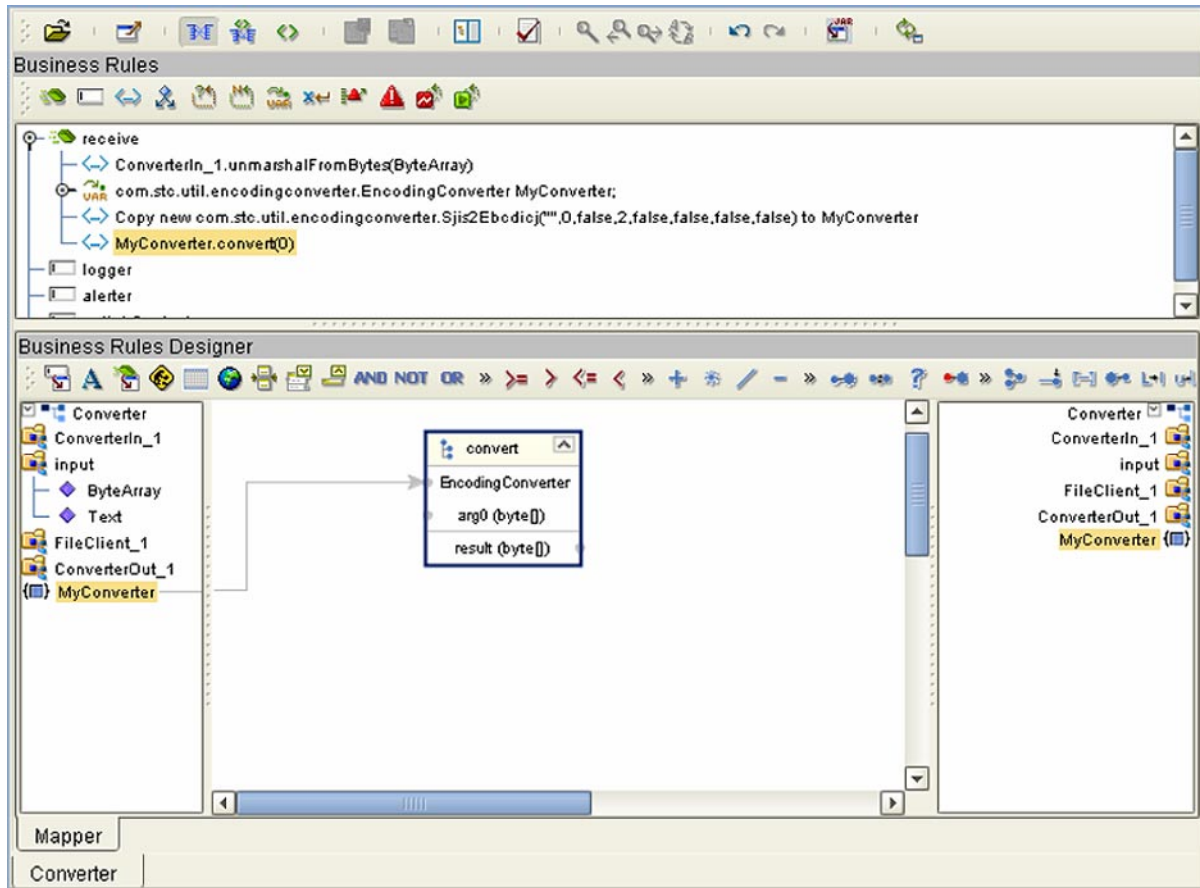 JAR
Business Rules
VAR
receive
ConverterIn_1.unmarshalFromBytes(ByteArray)
VAR com.stc.util.encodingconverter.EncodingConverter MyConverter;
Copy new com.stc.util.encodingconverter.Sjis2Ebcdicj("",0,false,2,false,false,false,false) to MyConverter
MyConverter.convert(0)
logger
alerter
Business Rules Designer
A AND NOT OR » >= > <= < » + / - » ? » »
Converter
ConverterIn_1
input
ByteArray
Text
FileClient_1
ConverterOut_1
{ } MyConverter
convert
EncodingConverter
arg0 (byte[])
result (byte[])
Converter
ConverterIn_1
input
FileClient_1
ConverterOut_1
MyConverter { }
Mapper
Converter